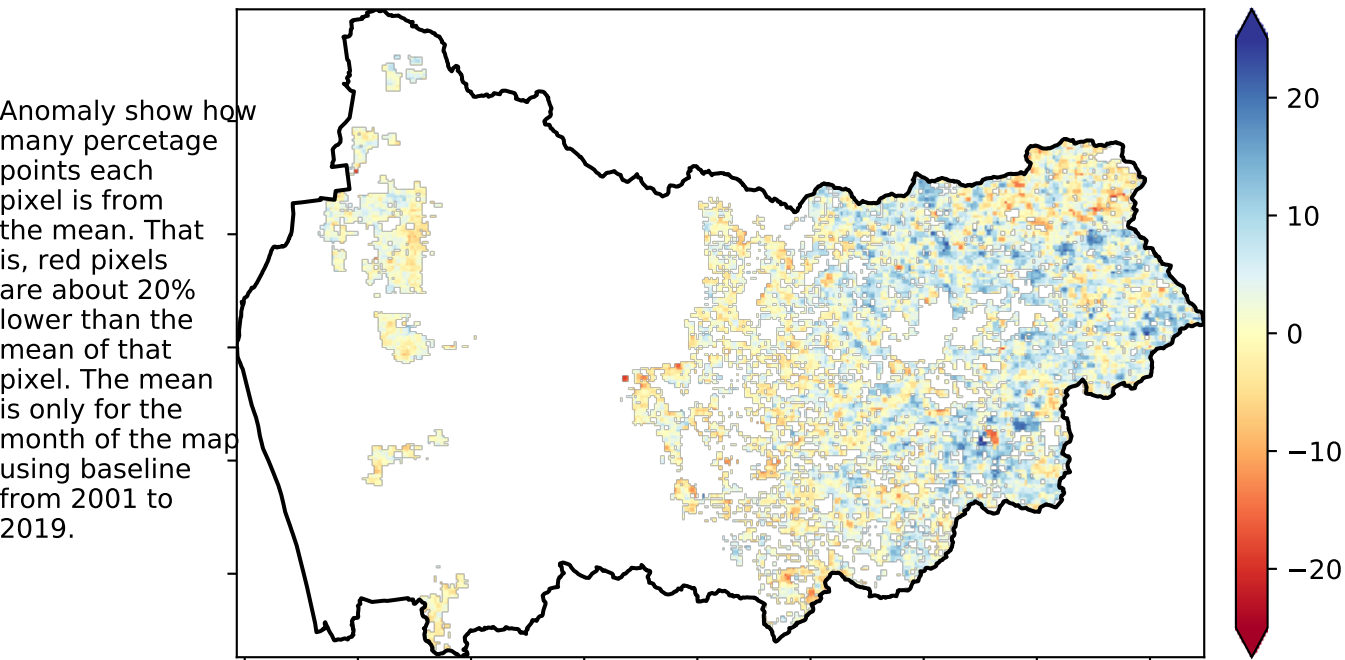 Anomaly show how
many percetage
points each
pixel is from
the mean. That
is, red pixels
are about 20%
lower than the
mean of that
pixel. The mean
is only for the
month of the map
using baseline
from 2001 to
2019.
20
10
0
−10
−20